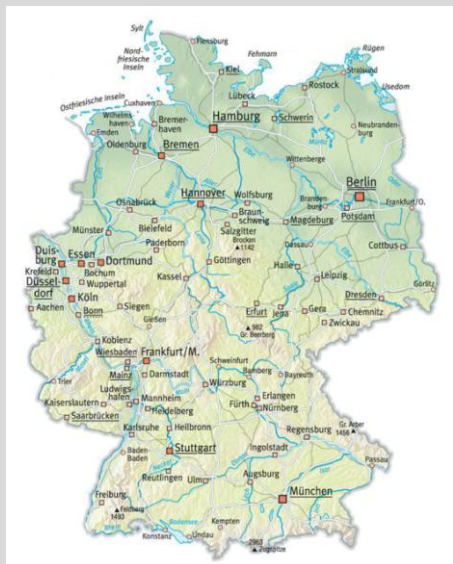 Sylt
Flensburg
Nord-
friesische
Inseln
Fehmarn
Rügen
Kiel
Stralsund
Rostock
Usedom
Ostfriesische Inseln
Cuxhaven
Lübeck
Wilhelms-
haven
Bremer-
haven
Hamburg
Schwerin
Neubranden-
burg
Emden
Müritz
Oldenburg
Bremen
Elbe
Wittenberge
Oder
Hannover
Wolfsburg
Berlin
Branden-
burg
Frankfurt/O.
Osnabrück
Braun-
schweig
Potsdam
Bielefeld
Salzgitter
Magdeburg
Münster
Brocken
▲1142
Paderborn
Dessau
Cottbus
Duis-
burg
Essen
Dortmund
Göttingen
Halle
Krefeld
Bochum
Kassel
Leipzig
Düssel-
dorf
Wuppertal
Görlitz
Dresden
Köln
Siegen
Erfurt
Jena
Gera
Chemnitz
Aachen
Bonn
Gießen
▲ 982
Gr. Beerberg
Zwickau
Koblenz
Wiesbaden
Frankfurt/M.
Schweinfurt
Mainz
Darmstadt
Bamberg
Bayreuth
Trier
Würzburg
Ludwigs-
hafen
Mannheim
Erlangen
Kaiserslautern
Heidelberg
Fürth
Nürnberg
Saarbrücken
Gr. Arber
1456 ▲
Karlsruhe
Heilbronn
Regensburg
Baden
Baden
Stuttgart
Ingolstadt
Passau
Neckar
Reutlingen
Ulm
Augsburg
Isar
München
Freiburg
▲ Feldberg
1493
Bodensee
Kempten
Konstanz
Lindau
2963
▲ Zugspitze